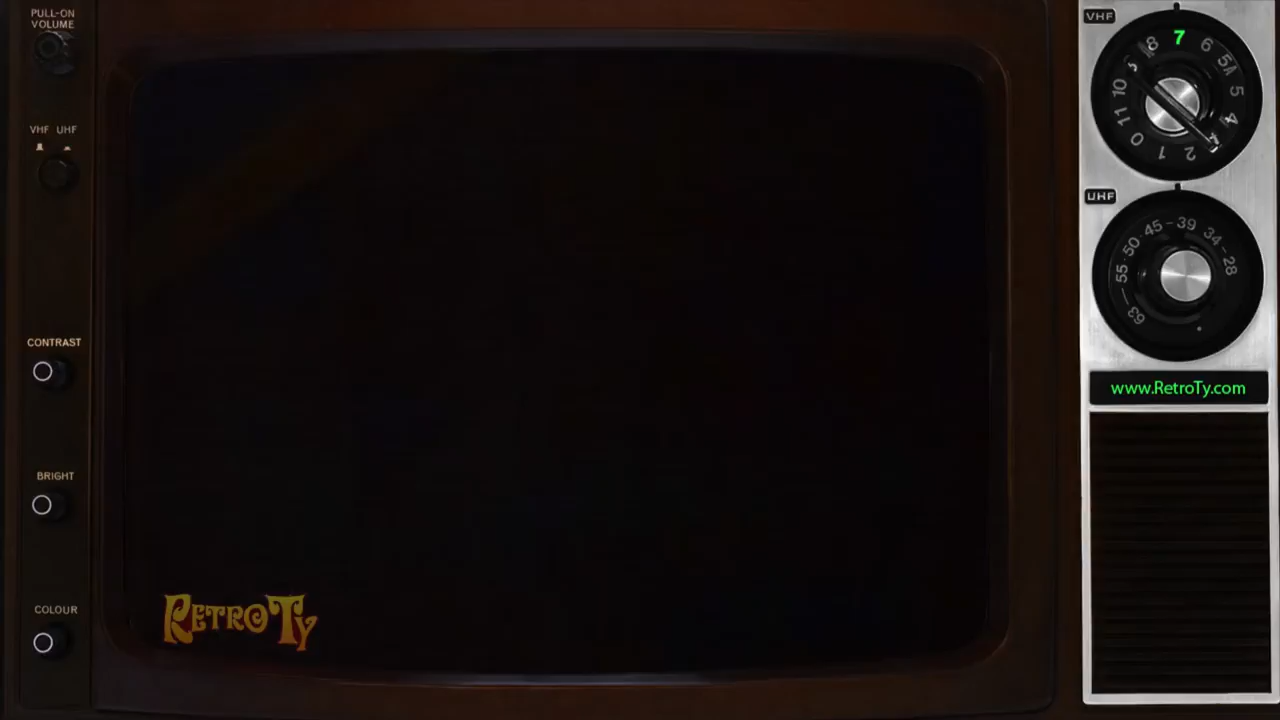 PULL-ON
VOLUME
VHF UHF
CONTRAST
BRIGHT
COLOUR
RETROTY
VHF
7
6
5A
5
4
2
1
0
11
10
8
UHF
63 — 55 · 50 · 45 – 39 34 – 28
www.RetroTy.com